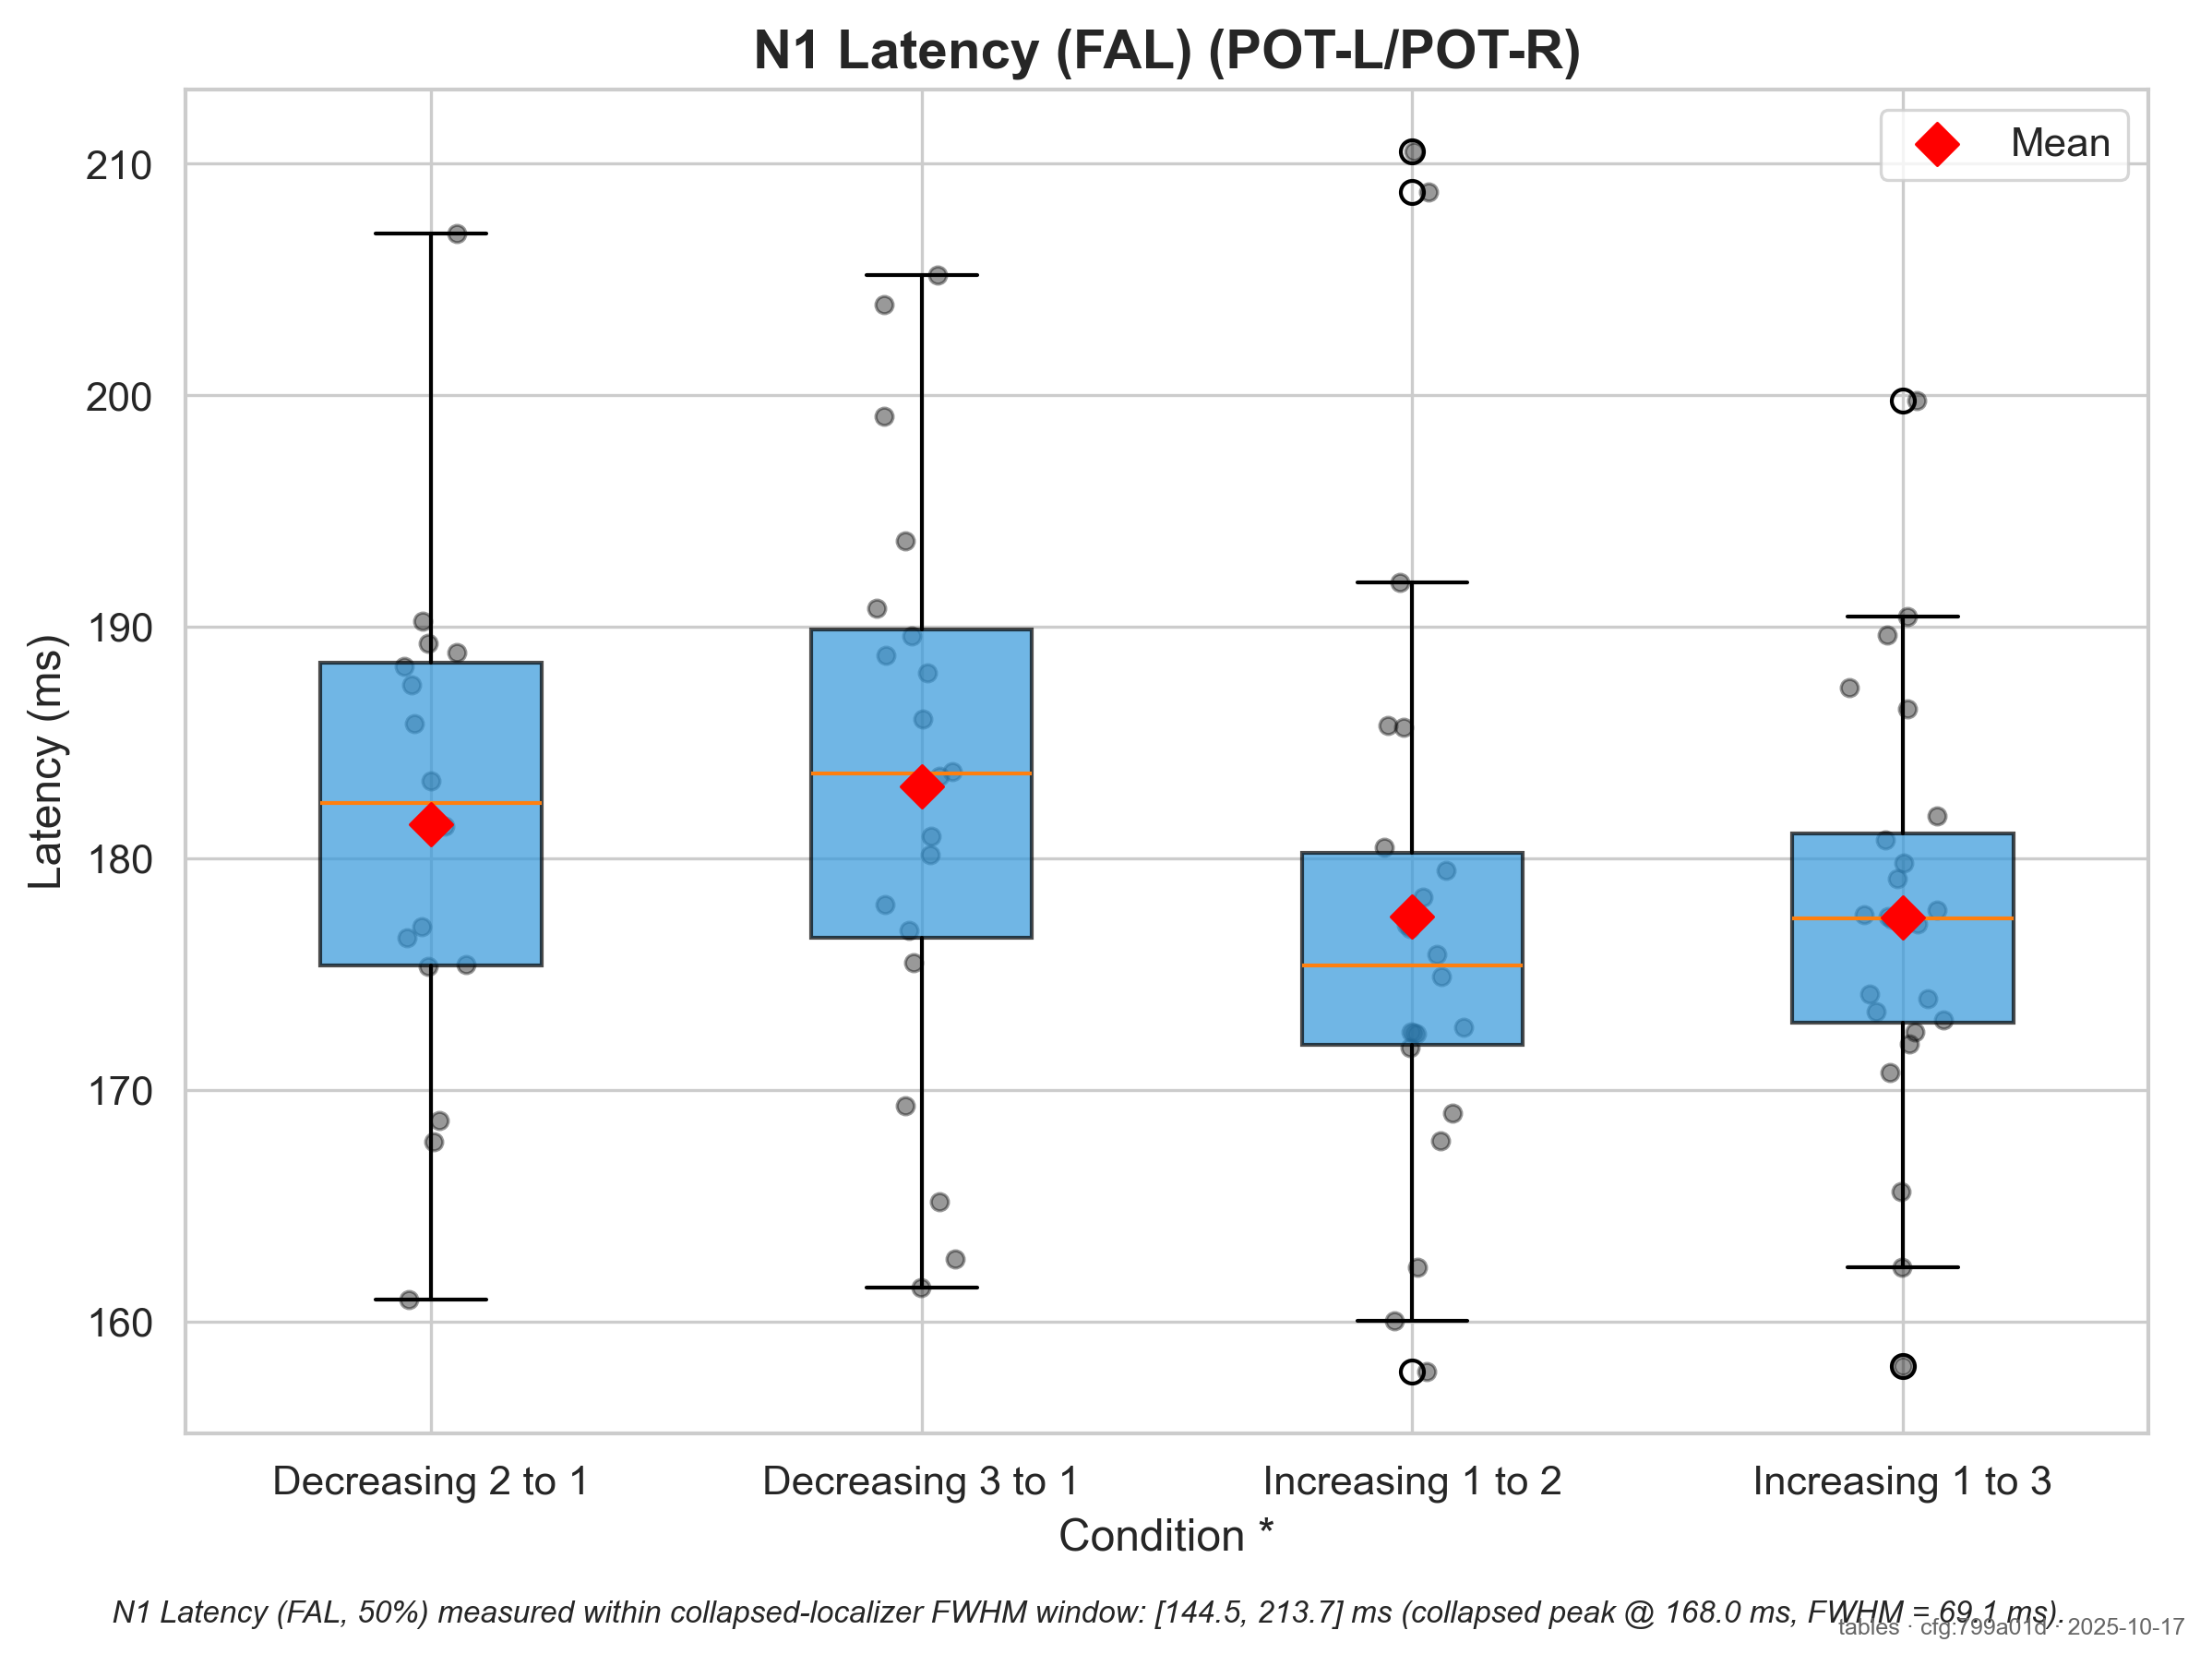 N1 Latency (FAL) (POT-L/POT-R)
Mean
210
200
190
180
170
160
Latency (ms)
Decreasing 2 to 1
Decreasing 3 to 1
Increasing 1 to 2
Increasing 1 to 3
Condition *
N1 Latency (FAL, 50%) measured within collapsed-localizer FWHM window: [144.5, 213.7] ms (collapsed peak @ 168.0 ms, FWHM = 69.1 ms).
tables · cfg:799a01d · 2025-10-17